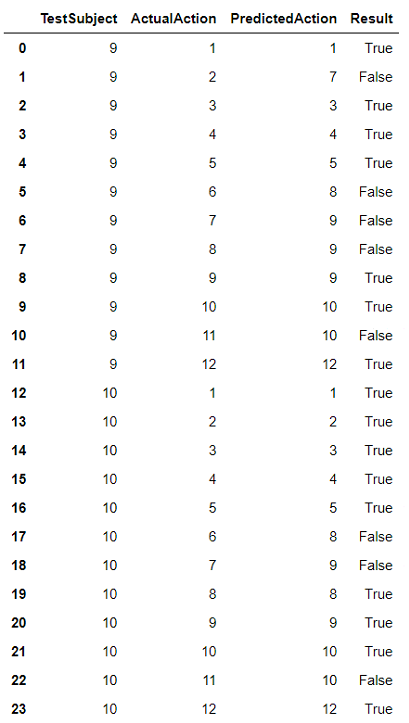 TestSubject ActualAction PredictedAction Result
0 9 1 1 True
1 9 2 7 False
2 9 3 3 True
3 9 4 4 True
4 9 5 5 True
5 9 6 8 False
6 9 7 9 False
7 9 8 9 False
8 9 9 9 True
9 9 10 10 True
10 9 11 10 False
11 9 12 12 True
12 10 1 1 True
13 10 2 2 True
14 10 3 3 True
15 10 4 4 True
16 10 5 5 True
17 10 6 8 False
18 10 7 9 False
19 10 8 8 True
20 10 9 9 True
21 10 10 10 True
22 10 11 10 False
23 10 12 12 True